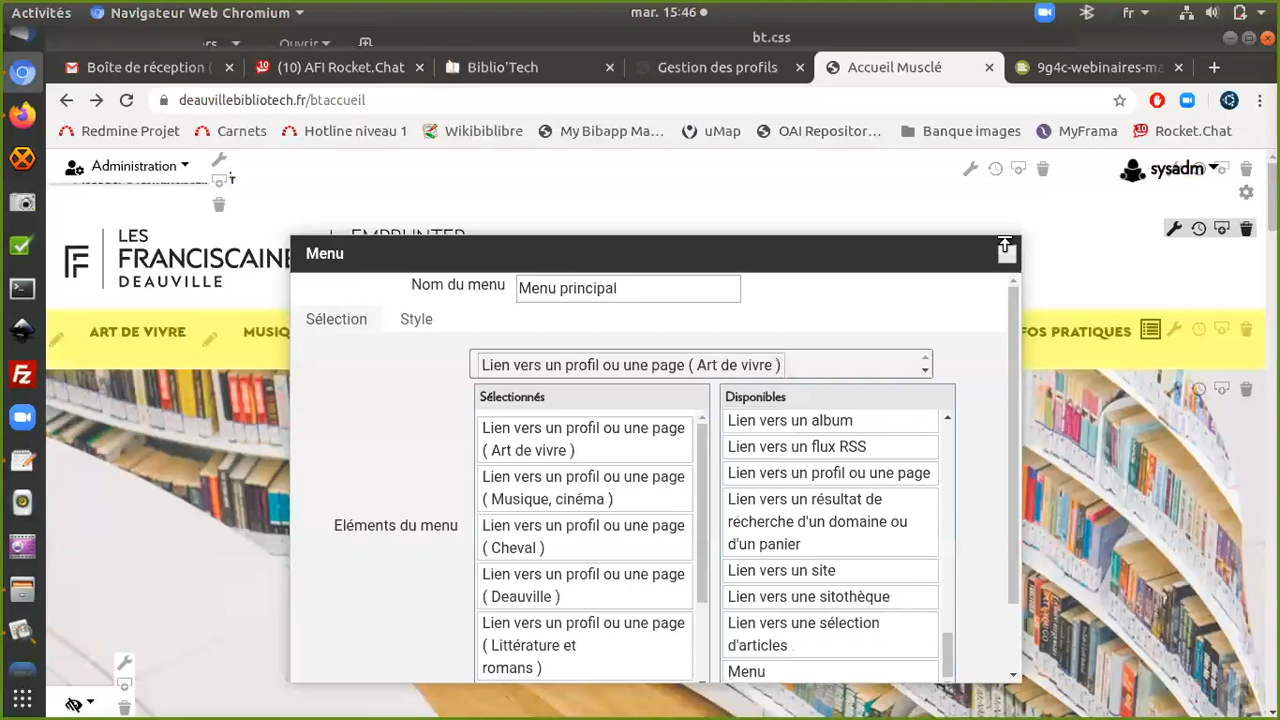 Activités
Navigateur Web Chromium
mar. 15:46
fr
Ouvrir
bt.css
Boîte de réception (
(10) AFI Rocket.Chat
Biblio'Tech
Gestion des profils
Accueil Musclé
9g4c-webinaires-ma
deauvillebibliotech.fr/btaccueil
Redmine Projet
Carnets
Hotline niveau 1
Wikibiblibre
My Bibapp Ma…
uMap
OAI Repositor…
Banque images
MyFrama
Rocket.Chat
Administration
sysadm
LES
FRANCISCAINE
DEAUVILLE
EMPRUNTER
ART DE VIVRE
MUSIQ
FOS PRATIQUES
Menu
Nom du menu
Menu principal
Sélection
Style
Lien vers un profil ou une page ( Art de vivre )
Eléments du menu
Sélectionnés
Lien vers un profil ou une page
( Art de vivre )
Lien vers un profil ou une page
( Musique, cinéma )
Lien vers un profil ou une page
( Cheval )
Lien vers un profil ou une page
( Deauville )
Lien vers un profil ou une page
( Littérature et
romans )
Disponibles
Lien vers un album
Lien vers un flux RSS
Lien vers un profil ou une page
Lien vers un résultat de
recherche d'un domaine ou
d'un panier
Lien vers un site
Lien vers une sitothèque
Lien vers une sélection
d'articles
Menu